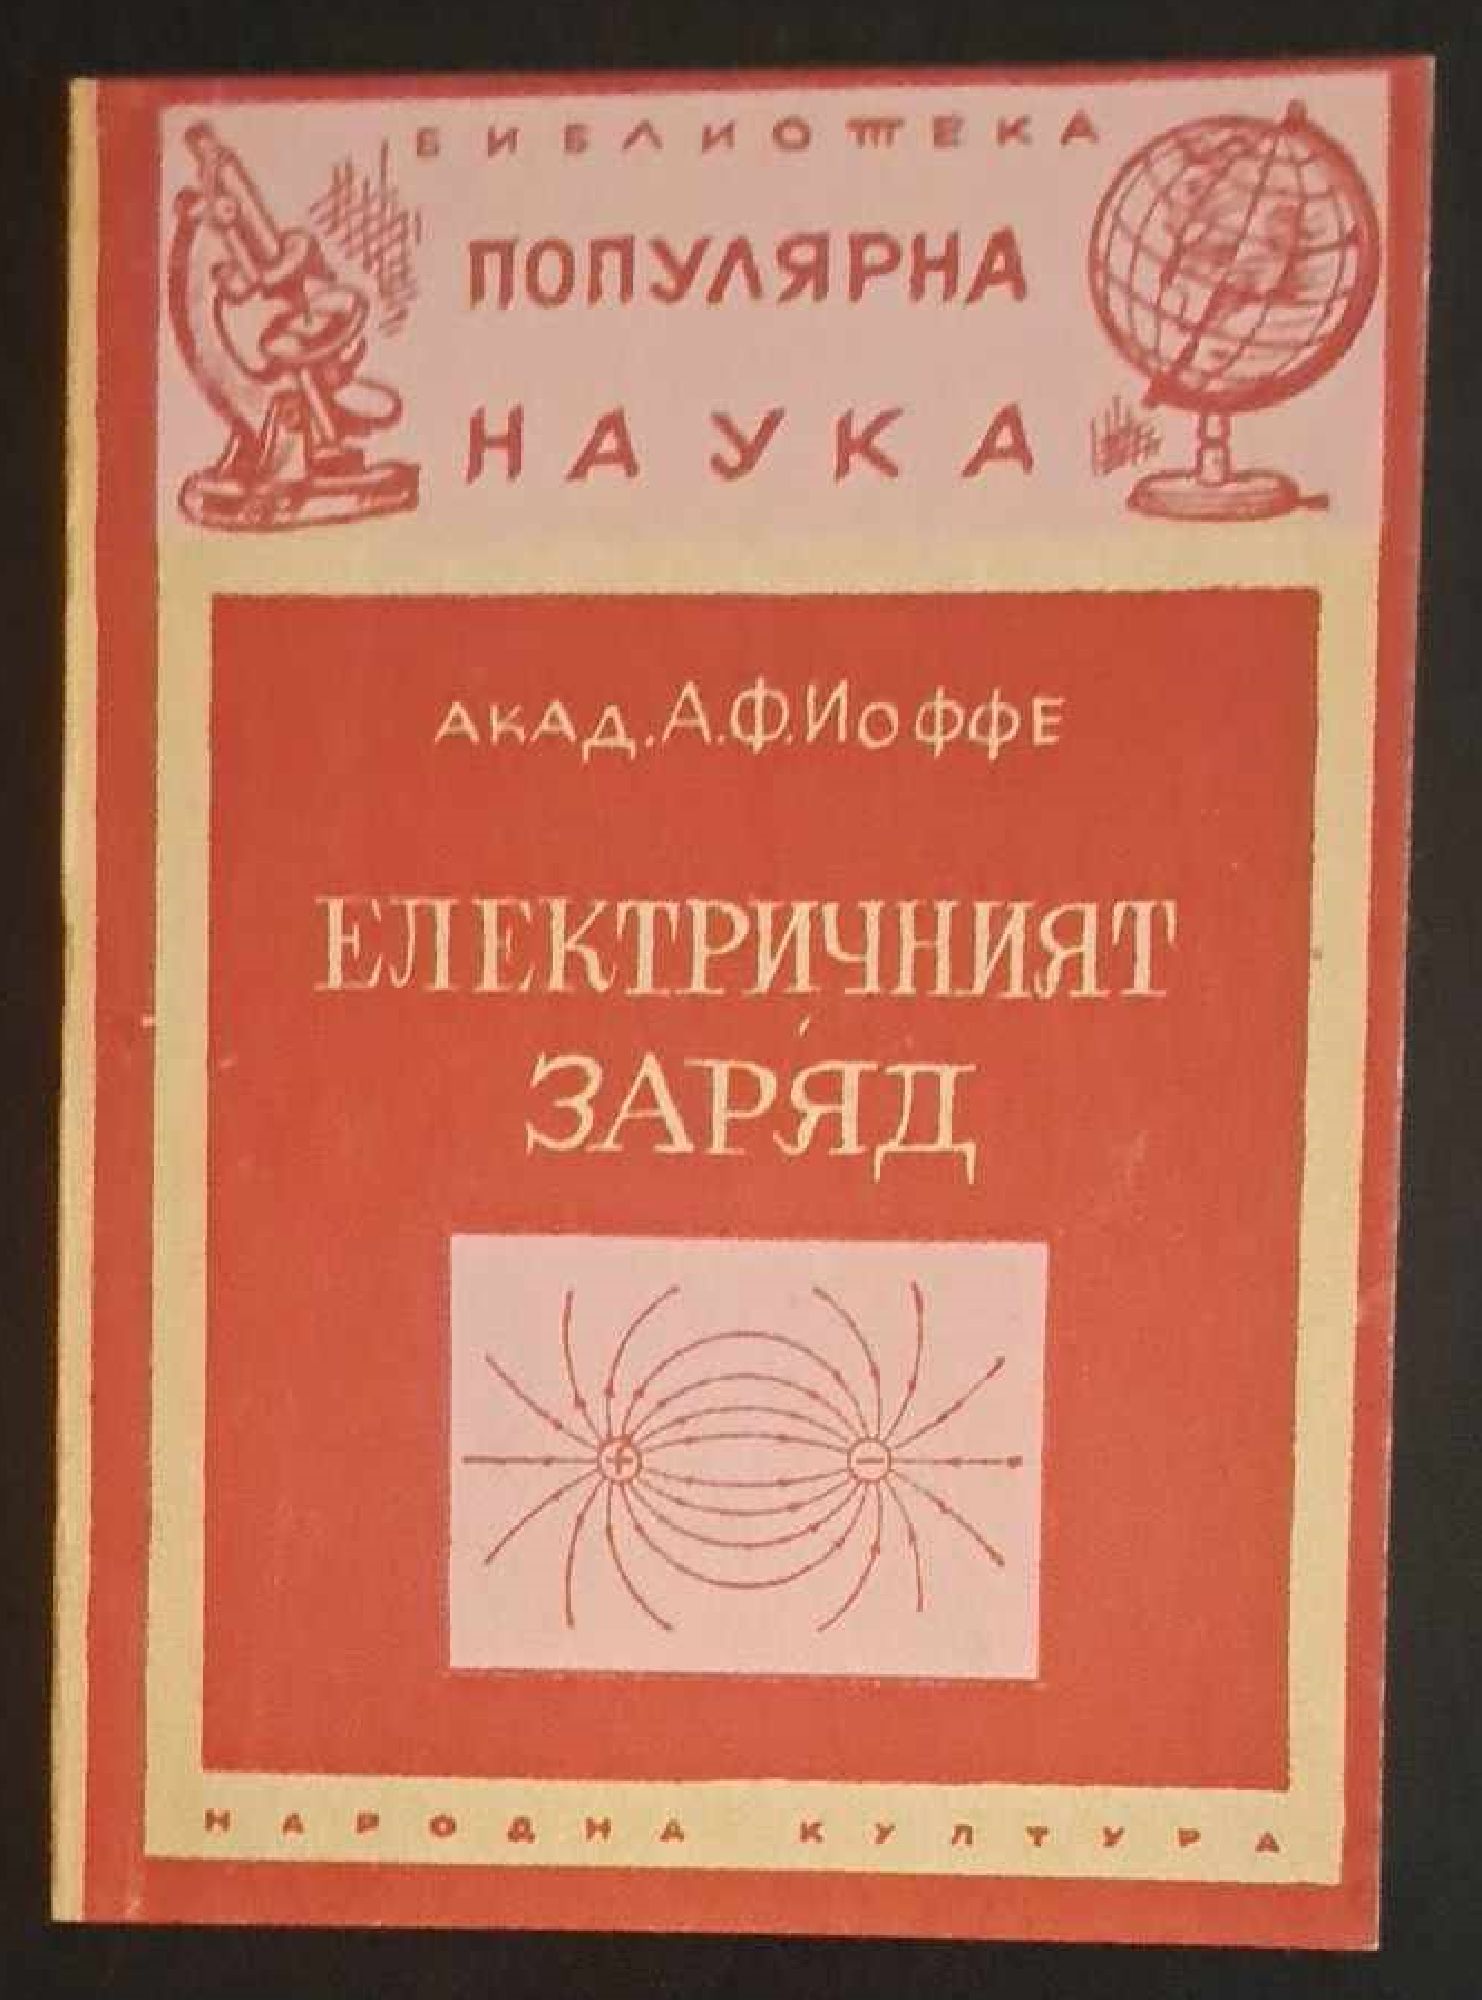 БИБЛИОТЕКА
ПОПУЛЯРНА
НАУКА
АКАД. А.Ф.ИОФФЕ
ЕЛЕКТРИЧНИЯТ
ЗАРЯД
+ −
НАРОДНА КУЛТУРА